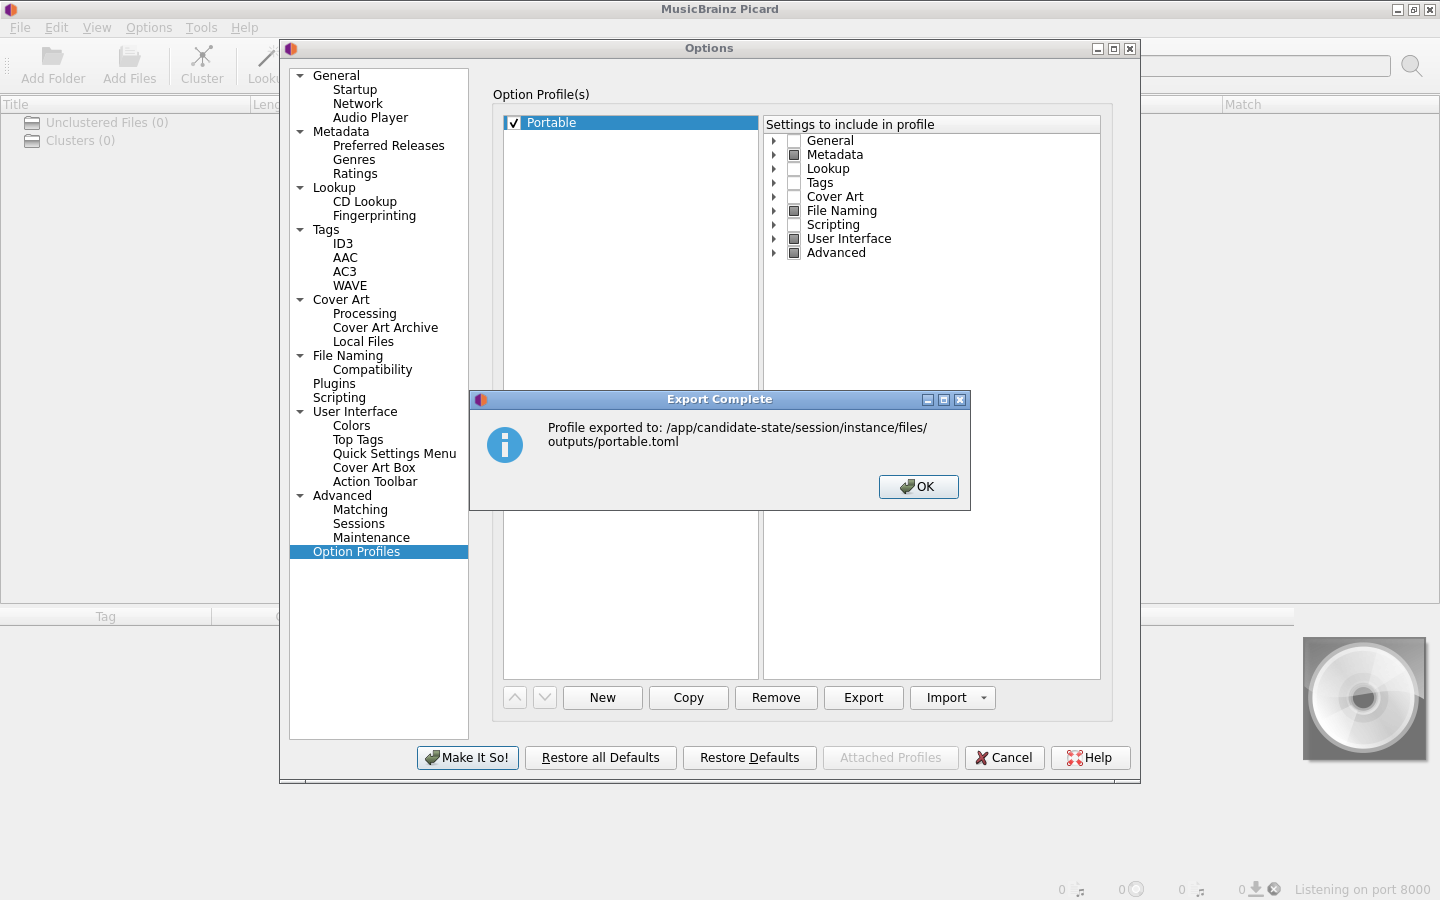 MusicBrainz Picard
File Edit View Options Tools Help
Add Folder Add Files Cluster
Title
Match
Unclustered Files (0)
Clusters (0)
Tag
Options
General
Startup
Network
Audio Player
Metadata
Preferred Releases
Genres
Ratings
Lookup
CD Lookup
Fingerprinting
Tags
ID3
AAC
AC3
WAVE
Cover Art
Processing
Cover Art Archive
Local Files
File Naming
Compatibility
Plugins
Scripting
User Interface
Colors
Top Tags
Quick Settings Menu
Cover Art Box
Action Toolbar
Advanced
Matching
Sessions
Maintenance
Option Profiles
Option Profile(s)
Portable
Settings to include in profile
General
Metadata
Lookup
Tags
Cover Art
File Naming
Scripting
User Interface
Advanced
Export Complete
Profile exported to: /app/candidate-state/session/instance/files/
outputs/portable.toml
OK
New Copy Remove Export Import
Make It So! Restore all Defaults Restore Defaults Attached Profiles Cancel Help
0 0 0 0 Listening on port 8000